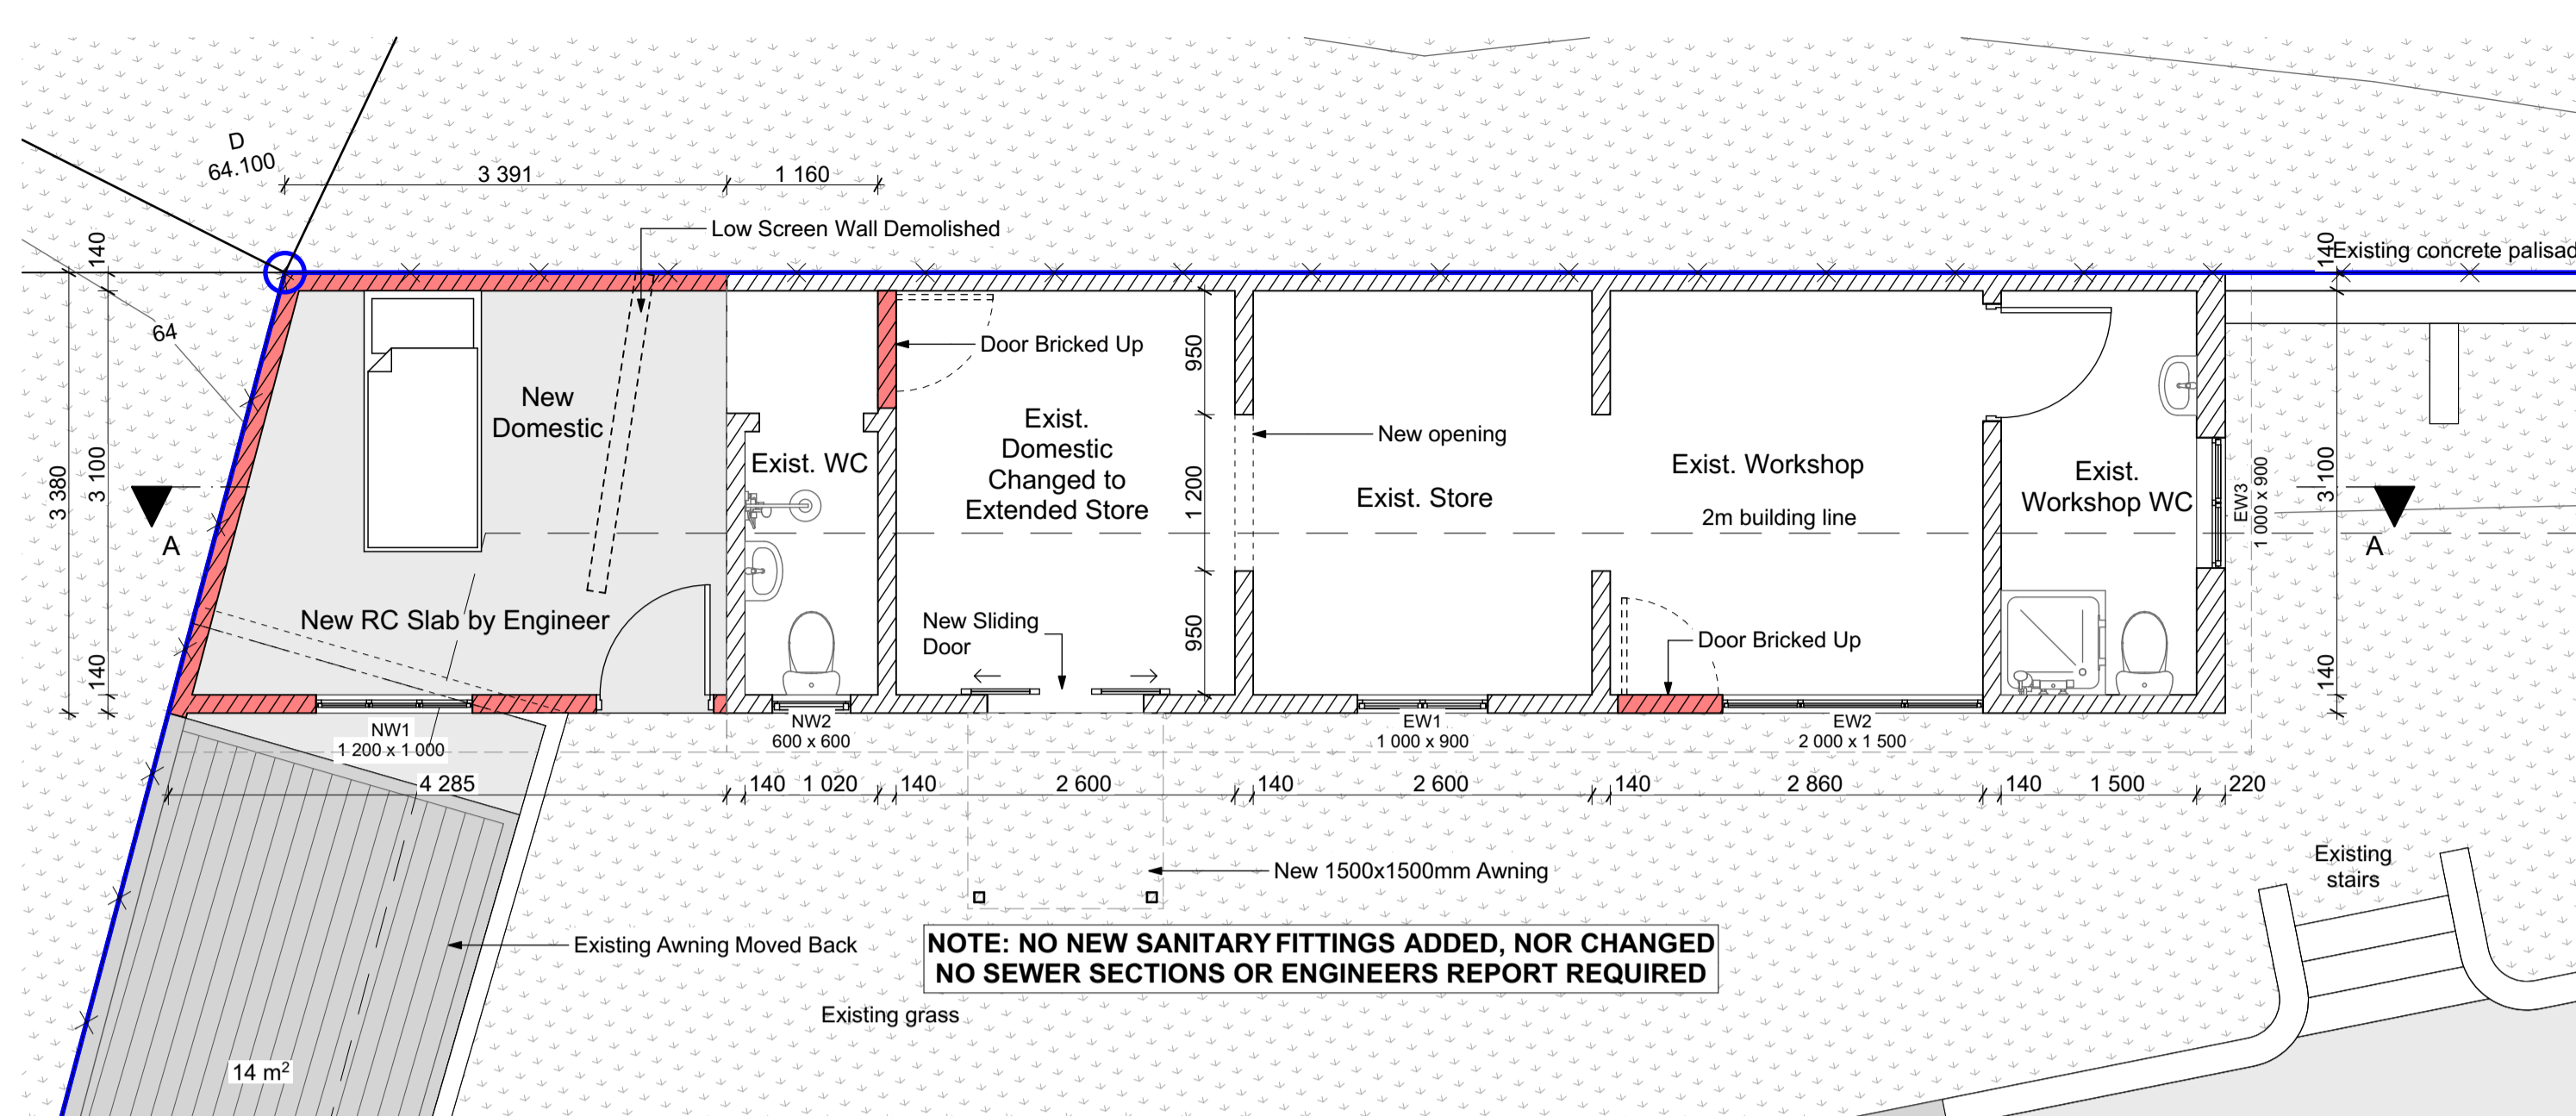 D
64.100
3 391
1 160
Low Screen Wall Demolished
140
140
Existing concrete palisad
64
Door Bricked Up
950
New
Domestic
Exist.
Domestic
Changed to
Extended Store
New opening
Exist. WC
Exist. Store
Exist. Workshop
Exist.
Workshop WC
3 380
3 100
1 200
2m building line
EW3
1 000 x 900
3 100
A
A
New RC Slab by Engineer
New Sliding
Door
950
Door Bricked Up
140
140
NW1
1 200 x 1 000
NW2
600 x 600
EW1
1 000 x 900
EW2
2 000 x 1 500
4 285
140
1 020
140
2 600
140
2 600
140
2 860
140
1 500
220
New 1500x1500mm Awning
Existing
stairs
Existing Awning Moved Back
NOTE: NO NEW SANITARY FITTINGS ADDED, NOR CHANGED
NO SEWER SECTIONS OR ENGINEERS REPORT REQUIRED
Existing grass
14 m²